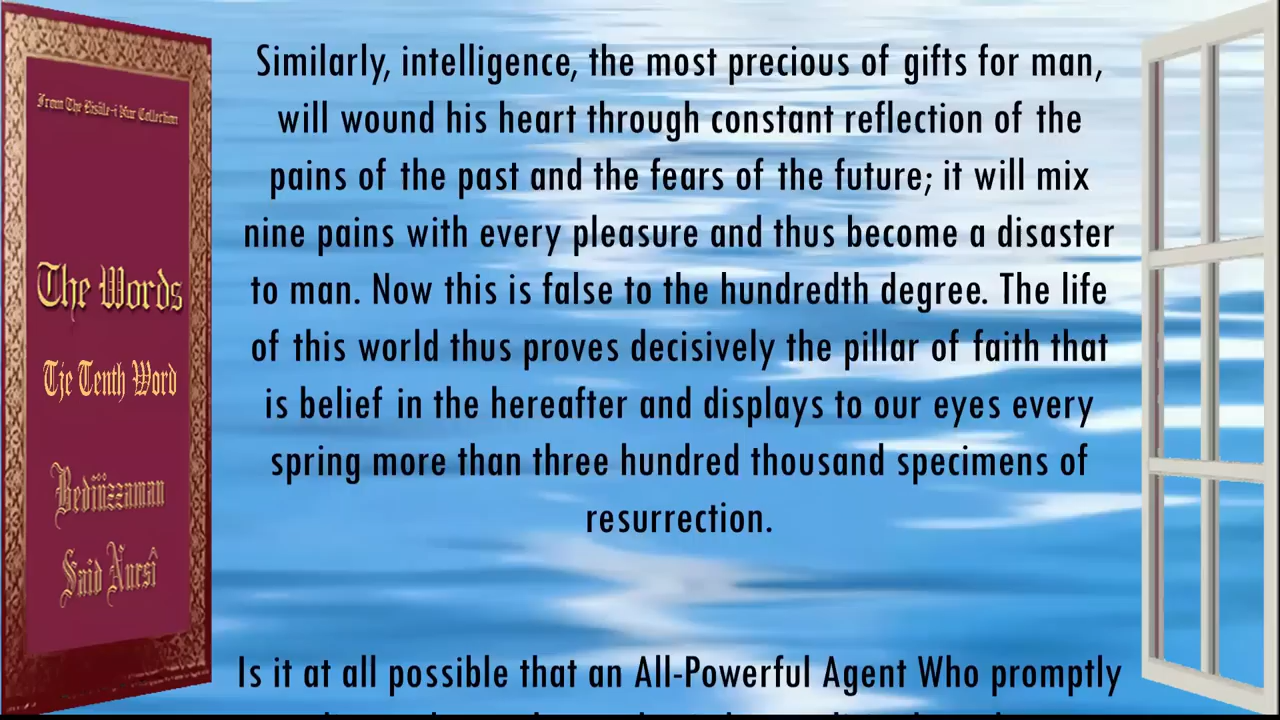 From The Risale-i Nur Collection
The Words
Tje Tenth Word
Bediüzzaman
Said Nursî
Similarly, intelligence, the most precious of gifts for man,
will wound his heart through constant reflection of the
pains of the past and the fears of the future; it will mix
nine pains with every pleasure and thus become a disaster
to man. Now this is false to the hundredth degree. The life
of this world thus proves decisively the pillar of faith that
is belief in the hereafter and displays to our eyes every
spring more than three hundred thousand specimens of
resurrection.
Is it at all possible that an All-Powerful Agent Who promptly